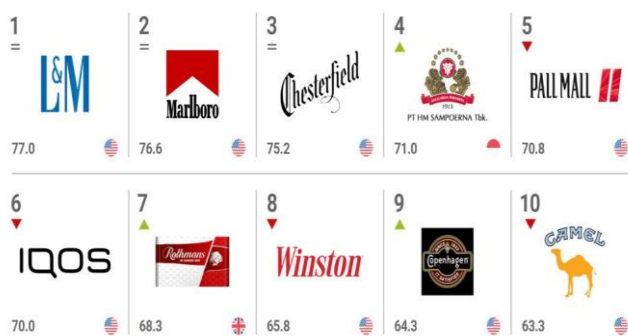 1
=
L&M
77.0
2
=
Marlboro
76.6
3
=
Chesterfield
75.2
4
1913
PT HM SAMPOERNA Tbk.
71.0
5
PALL MALL
70.8
6
IQOS
70.0
7
Rothmans
68.3
8
Winston
65.8
9
Copenhagen
64.3
10
CAMEL
63.3